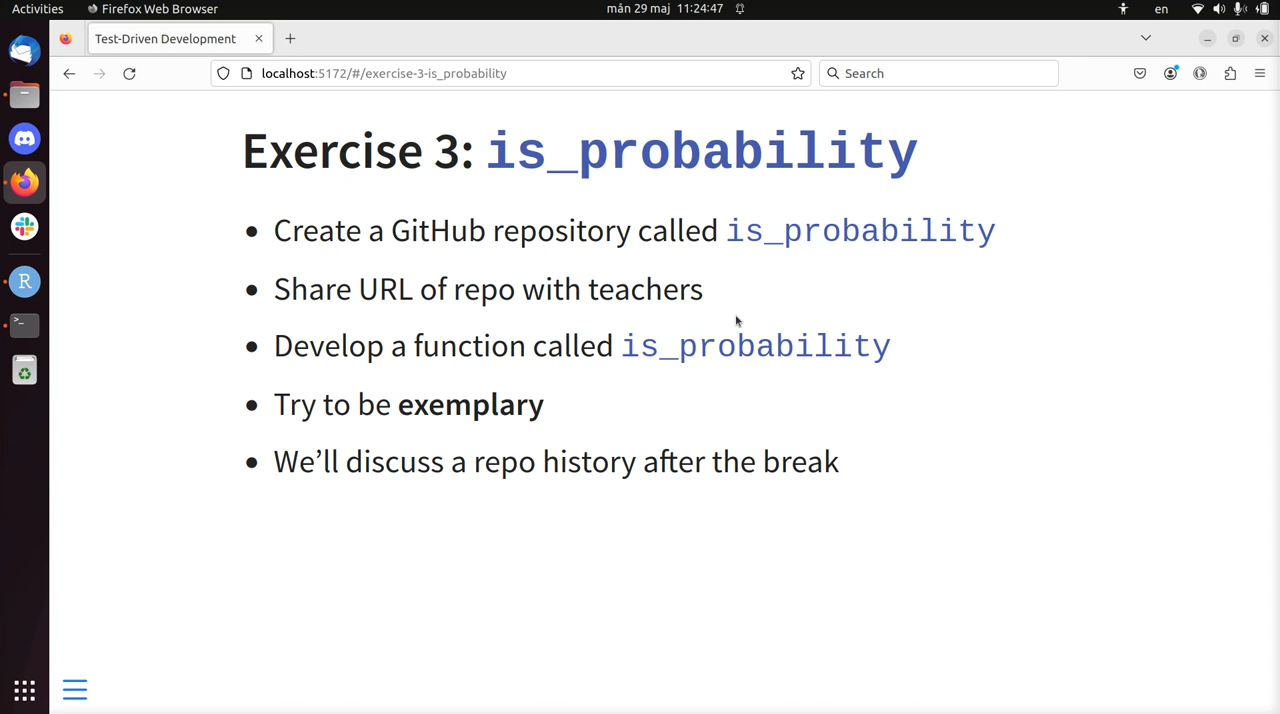 Activities Firefox Web Browser mån 29 maj 11:24:47 en
Test-Driven Development
localhost:5172/#/exercise-3-is_probability Search
Exercise 3: is_probability
• Create a GitHub repository called is_probability
• Share URL of repo with teachers
• Develop a function called is_probability
• Try to be exemplary
• We’ll discuss a repo history after the break
R